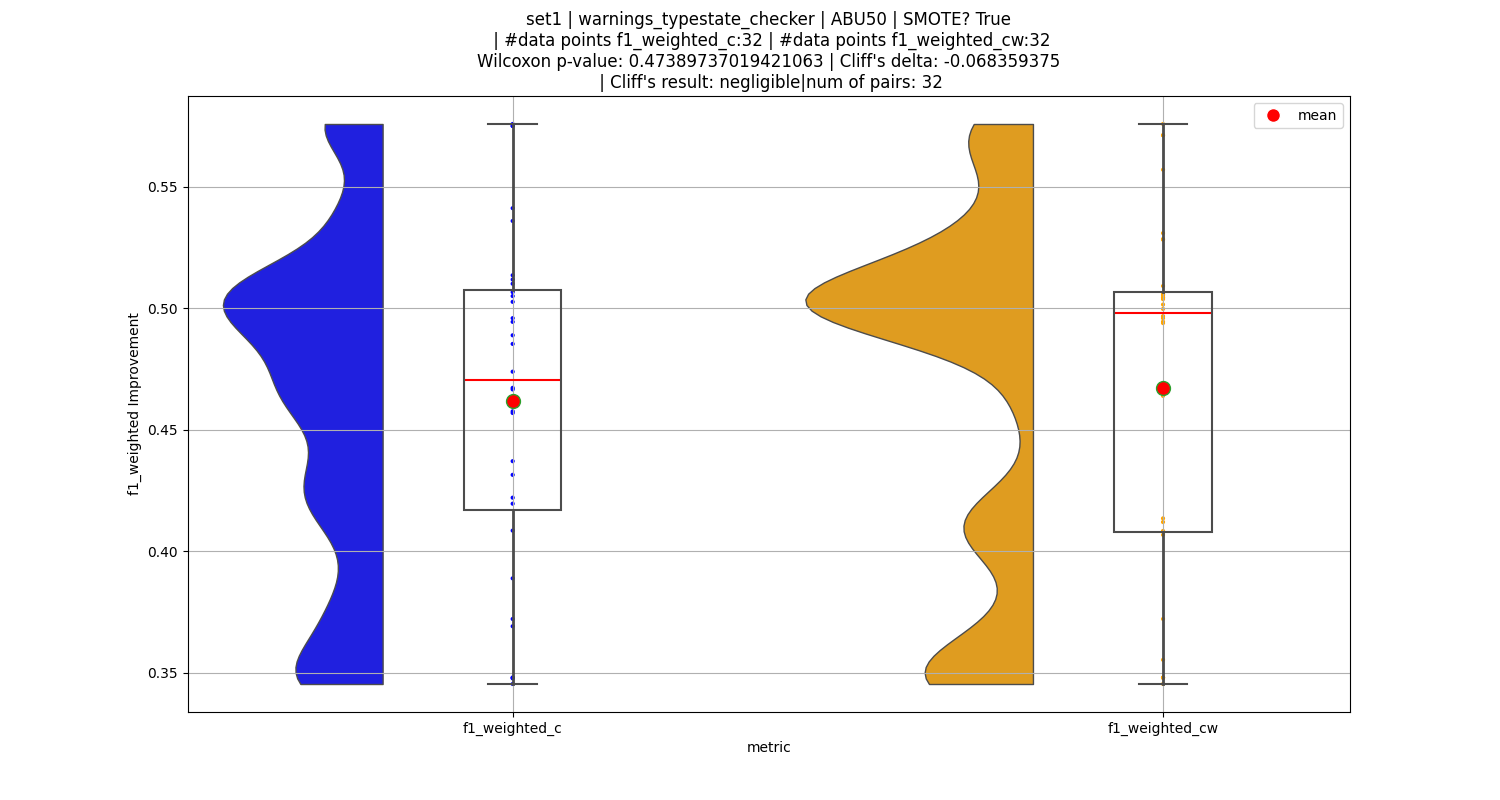 set1 | warnings_typestate_checker | ABU50 | SMOTE? True
| #data points f1_weighted_c:32 | #data points f1_weighted_cw:32
Wilcoxon p-value: 0.47389737019421063 | Cliff's delta: -0.068359375
| Cliff's result: negligible|num of pairs: 32
mean
0.55
0.50
0.45
0.40
0.35
f1_weighted Improvement
f1_weighted_c
f1_weighted_cw
metric